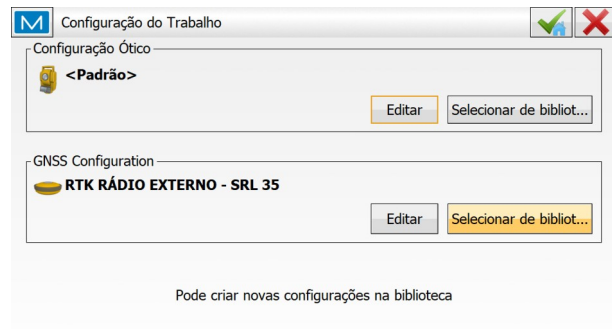 Configuração do Trabalho
Configuração Ótico
<Padrão>
Editar
Selecionar de bibliot...
GNSS Configuration
RTK RÁDIO EXTERNO - SRL 35
Editar
Selecionar de bibliot...
Pode criar novas configurações na biblioteca